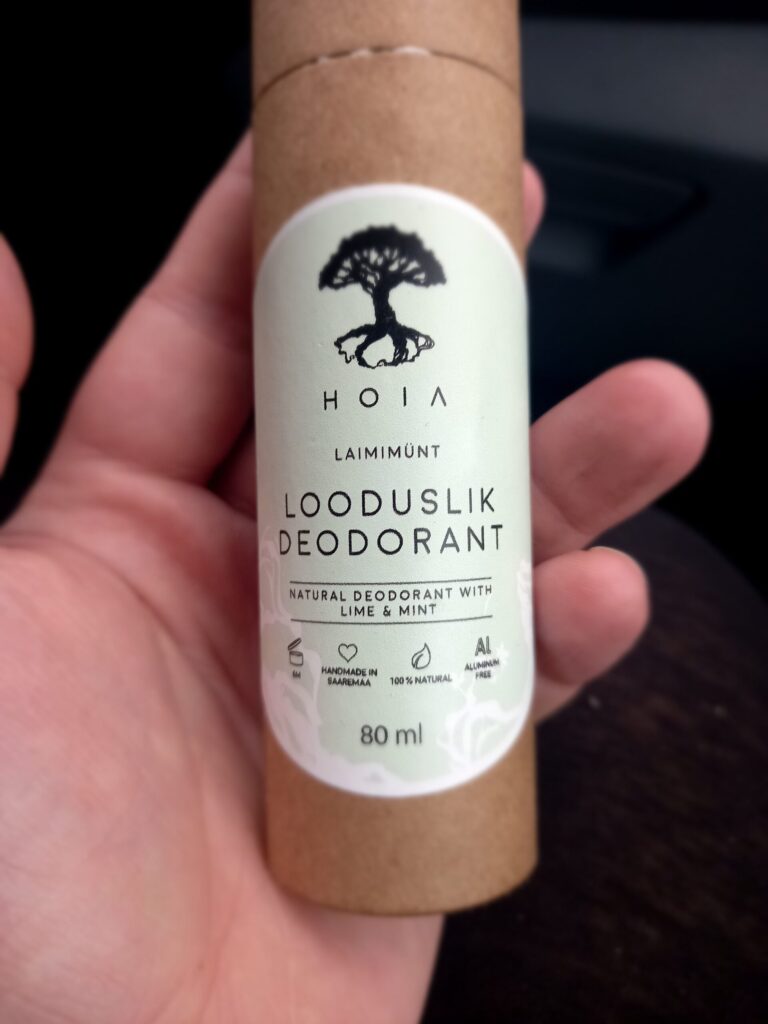 HOIA
LAIMIMÜNT
LOODUSLIK
DEODORANT
NATURAL DEODORANT WITH
LIME & MINT
6M
HANDMADE IN
SAAREMAA
100% NATURAL
AL
ALUMINUM
FREE
80 ml